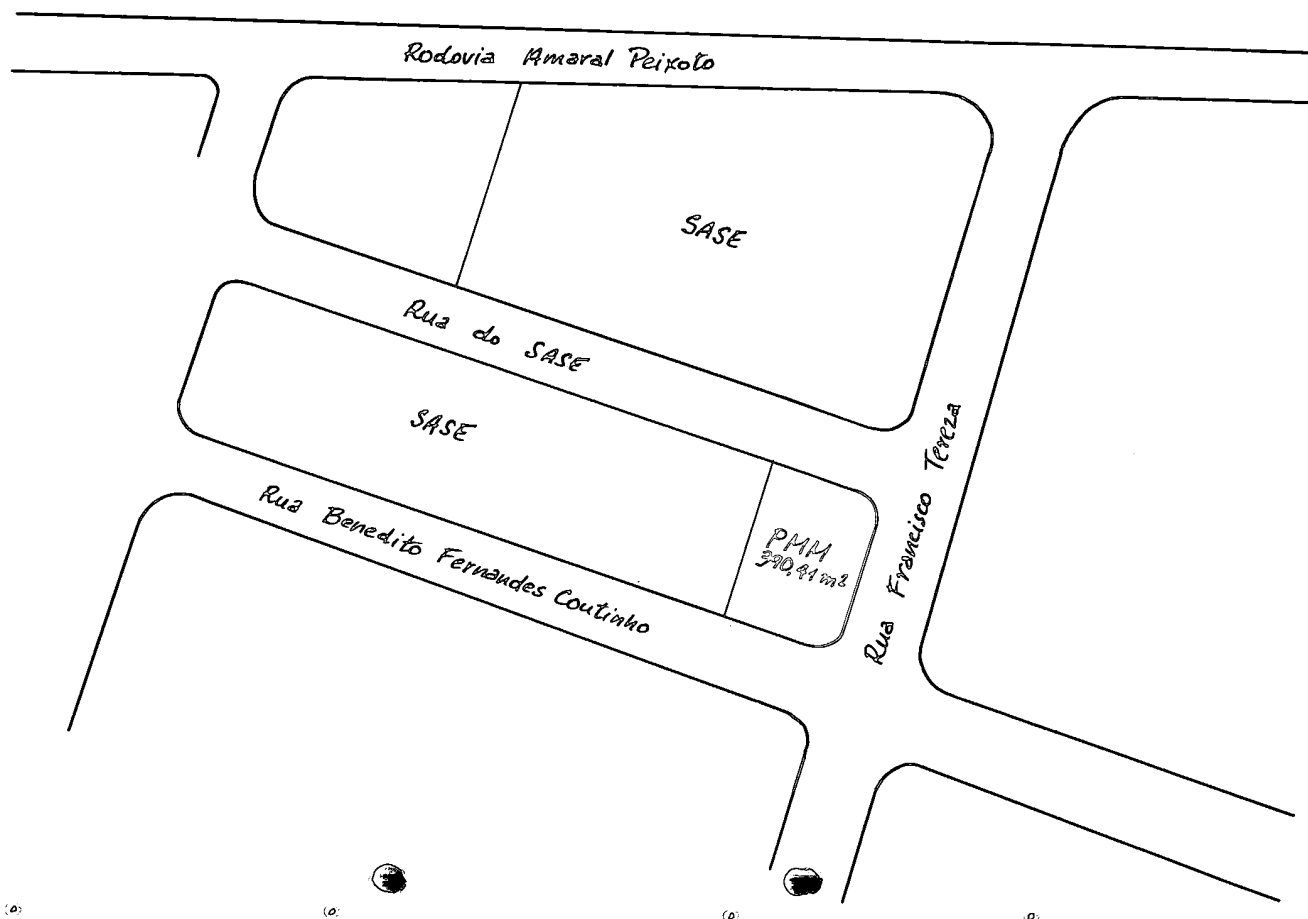 Rodovia Amaral Peixoto
SASE
Rua do SASE
SASE
Rua Francisco Tereza
PMM
390,41 m²
Rua Benedito Fernandes Coutinho